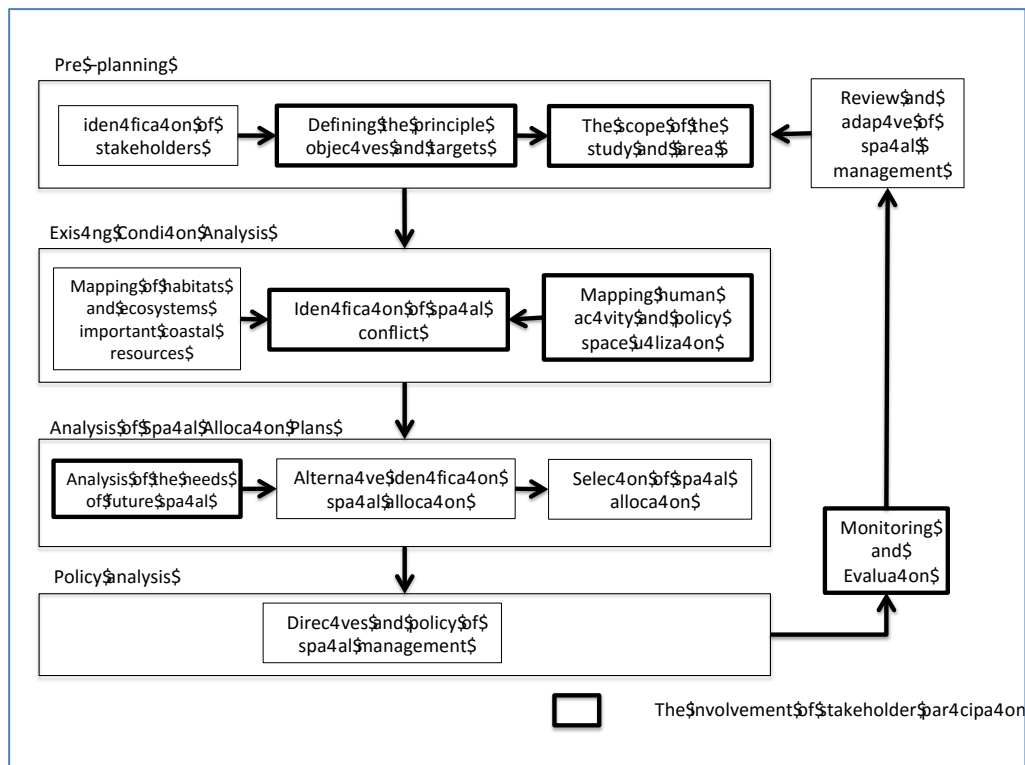 Pre$-planning$
iden4fica4on$of$
stakeholders$
Defining$the$principle$
objec4ves$and$targets$
The$scope$of$the$
study$and$area$$
Review$and$
adap4ve$of$
spa4al$$
management$
Exis4ng$Condi4on$Analysis$
Mapping$of$habitats$
and$ecosystems$
important$coastal$
resources$
Iden4fica4on$of$spa4al$
conflict$
Mapping$human$
ac4vity$and$policy$
space$u4liza4on$
Analysis$of$Spa4al$Alloca4on$Plans$
Analysis$of$the$needs$
of$future$spa4al$
Alterna4ve$iden4fica4on$
spa4al$alloca4on$
Selec4on$of$spa4al$
alloca4on$
Monitoring$
and$
Evalua4on$
Policy$analysis$
Direc4ves$and$policy$of$
spa4al$management$
The$involvement$of$stakeholder$par4cipa4on